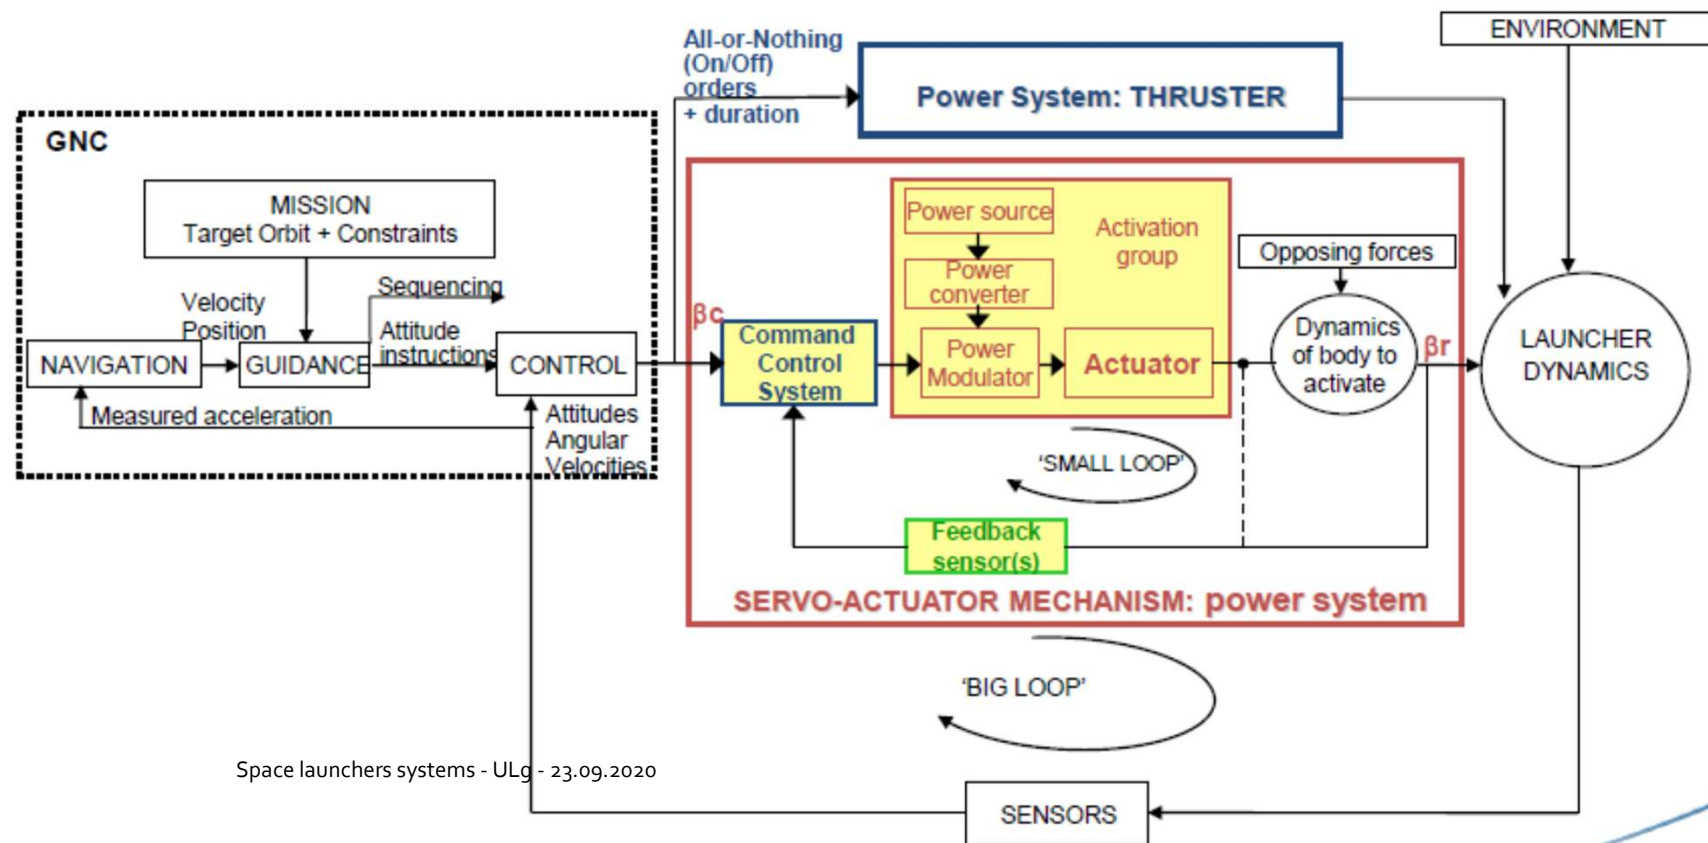 All-or-Nothing
(On/Off)
orders
+ duration
Power System: THRUSTER
ENVIRONMENT
GNC
MISSION
Target Orbit + Constraints
Velocity
Position
Sequencing
Attitude
instructions
NAVIGATION
GUIDANCE
CONTROL
Measured acceleration
Attitudes
Angular
Velocities
βc
Command
Control
System
Power source
Power
converter
Power
Modulator
Activation
group
Actuator
Opposing forces
Dynamics
of body to
activate
βr
LAUNCHER
DYNAMICS
'SMALL LOOP'
Feedback
sensor(s)
SERVO-ACTUATOR MECHANISM: power system
'BIG LOOP'
Space launchers systems - ULg - 23.09.2020
SENSORS